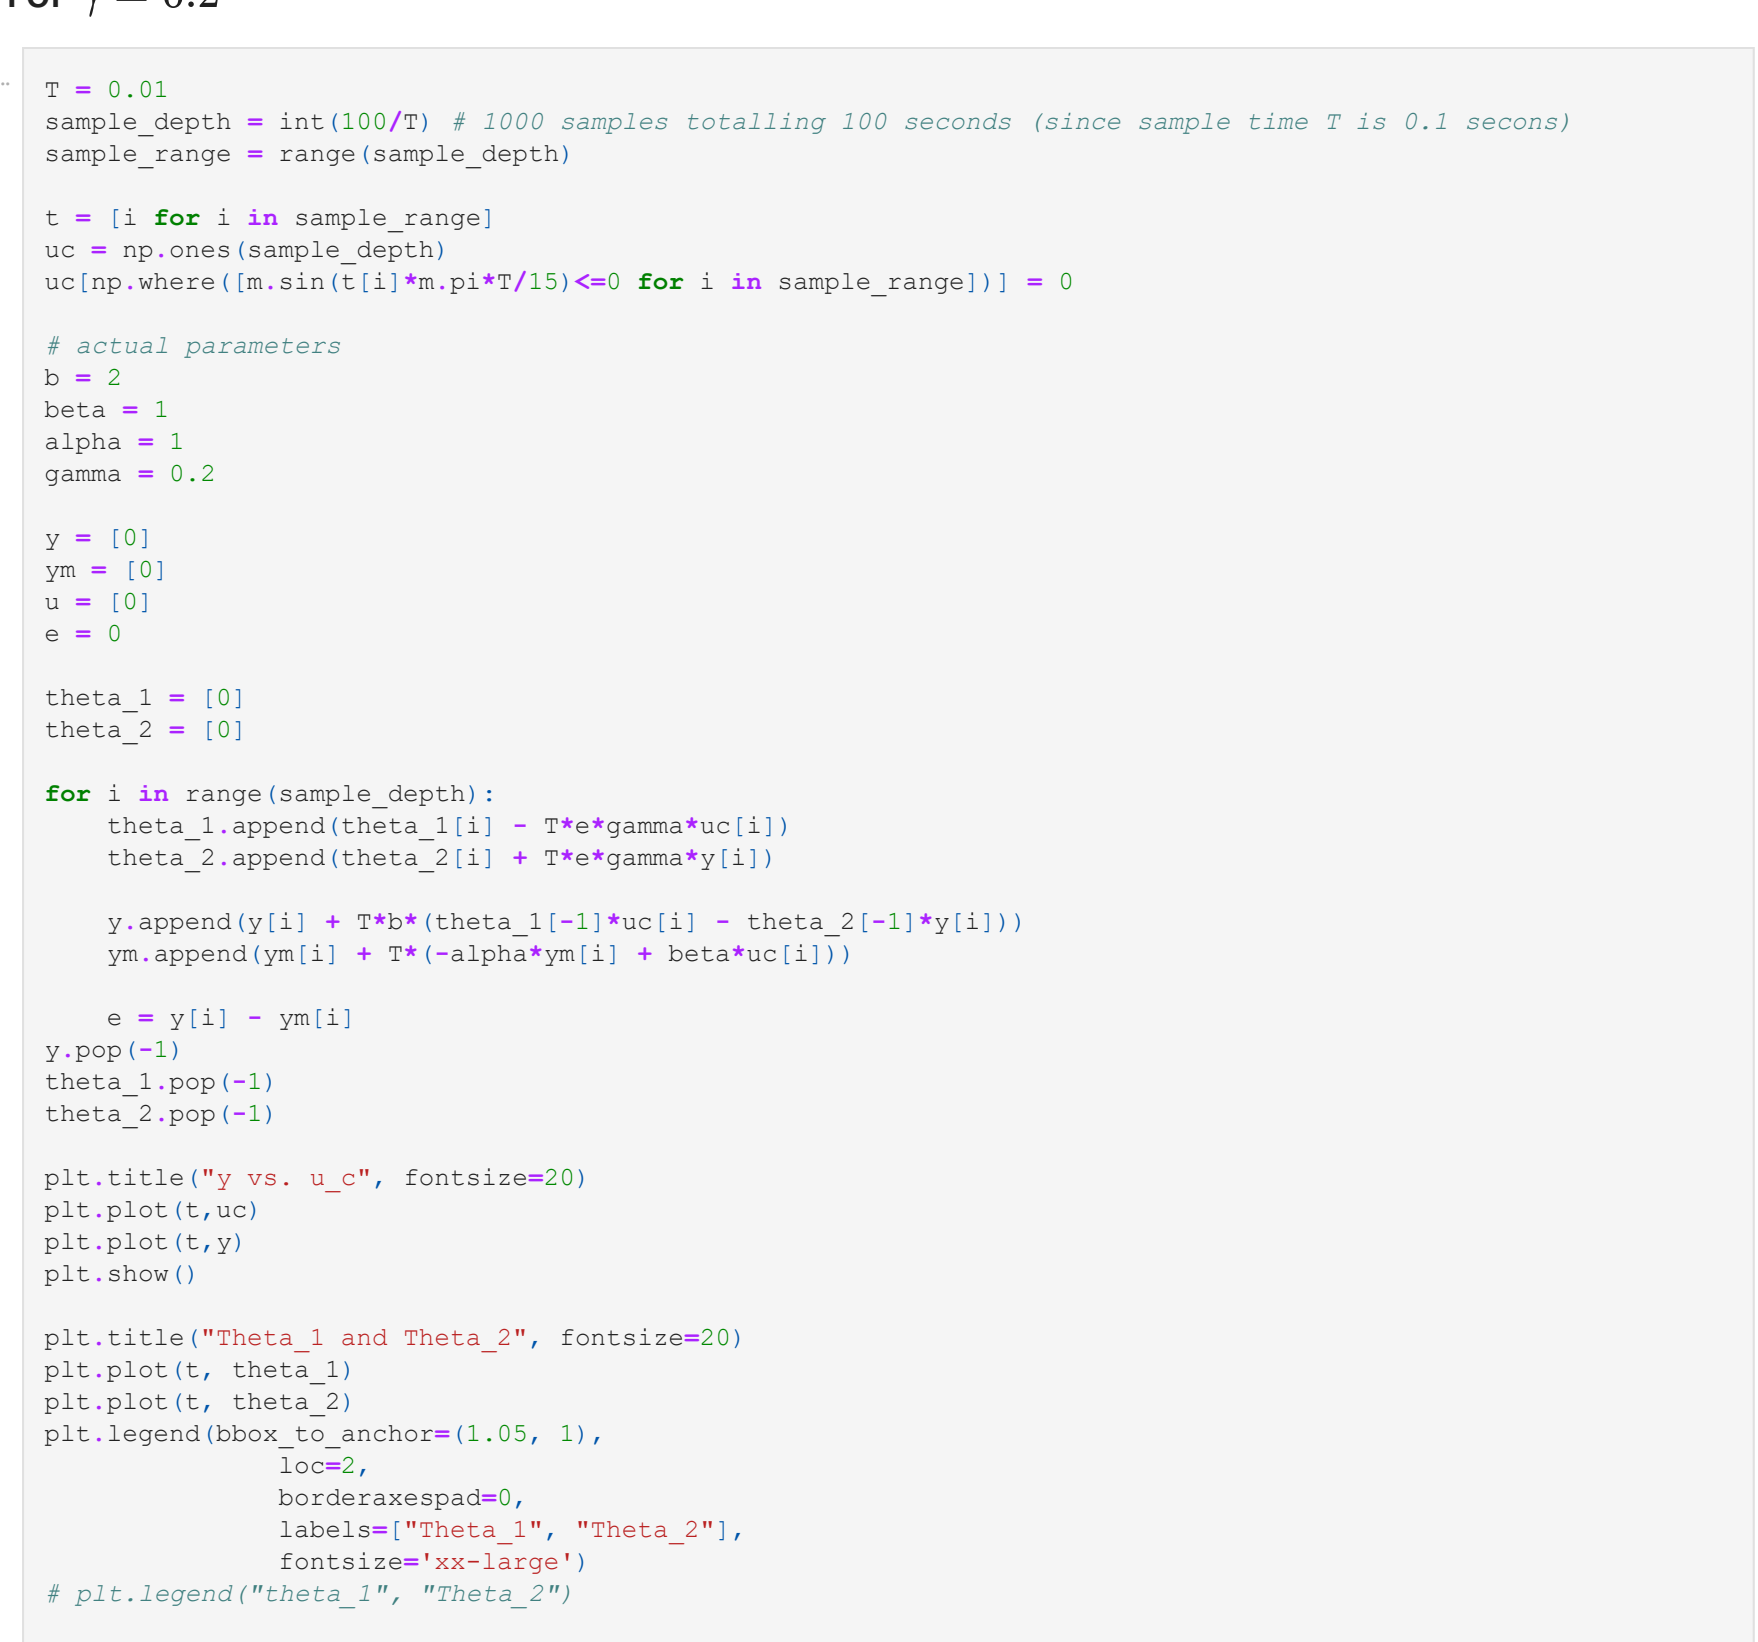 For γ = 0.2
T = 0.01
sample_depth = int(100/T) # 1000 samples totalling 100 seconds (since sample time T is 0.1 secons)
sample_range = range(sample_depth)
t = [i for i in sample_range]
uc = np.ones(sample_depth)
uc[np.where([m.sin(t[i]*m.pi*T/15)<=0 for i in sample_range])] = 0
# actual parameters
b = 2
beta = 1
alpha = 1
gamma = 0.2
y = [0]
ym = [0]
u = [0]
e = 0
theta_1 = [0]
theta_2 = [0]
for i in range(sample_depth):
    theta_1.append(theta_1[i] - T*e*gamma*uc[i])
    theta_2.append(theta_2[i] + T*e*gamma*y[i])
    y.append(y[i] + T*b*(theta_1[-1]*uc[i] - theta_2[-1]*y[i]))
    ym.append(ym[i] + T*(-alpha*ym[i] + beta*uc[i]))
    e = y[i] - ym[i]
y.pop(-1)
theta_1.pop(-1)
theta_2.pop(-1)
plt.title("y vs. u_c", fontsize=20)
plt.plot(t,uc)
plt.plot(t,y)
plt.show()
plt.title("Theta_1 and Theta_2", fontsize=20)
plt.plot(t, theta_1)
plt.plot(t, theta_2)
plt.legend(bbox_to_anchor=(1.05, 1),
               loc=2,
               borderaxespad=0,
               labels=["Theta_1", "Theta_2"],
               fontsize='xx-large')
# plt.legend("theta_1", "Theta_2")